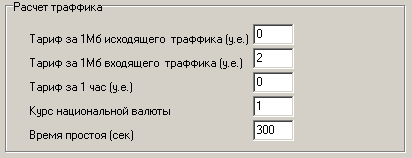 Расчет траффика
Тариф за 1Мб исходящего траффика (у.е.) 0
Тариф за 1Мб входящего траффика (у.е.) 2
Тариф за 1 час (у.е.) 0
Курс национальной валюты 1
Время простоя (сек) 300